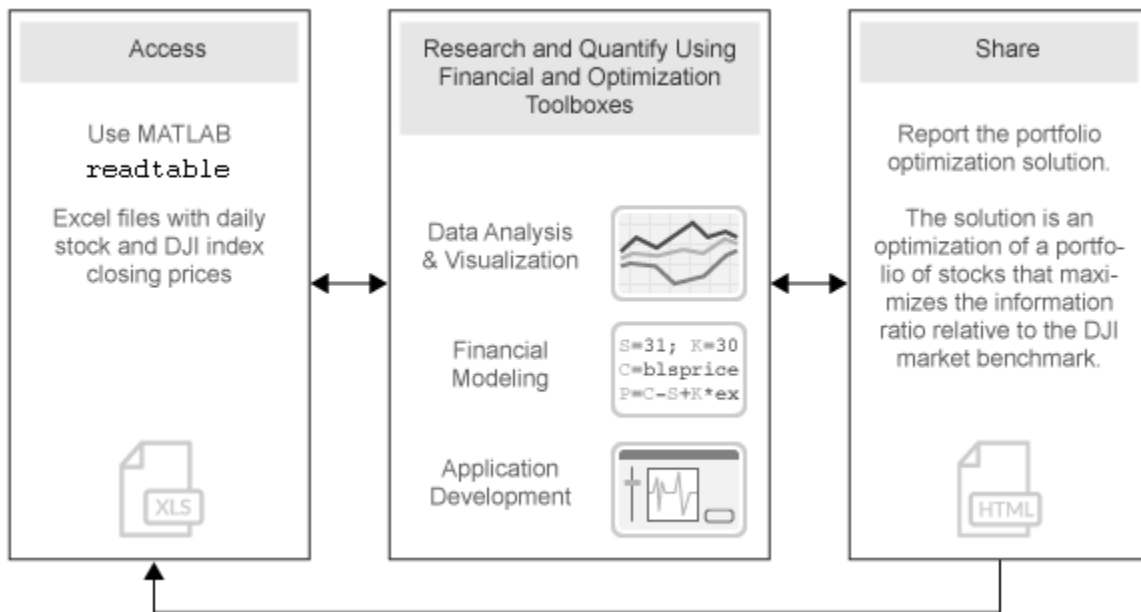 Access
Use MATLAB
readtable
Excel files with daily
stock and DJI index
closing prices
XLS
Research and Quantify Using
Financial and Optimization
Toolboxes
Data Analysis
& Visualization
Financial
Modeling
S=31; K=30
C=blsprice
P=C-S+K*ex
Application
Development
Share
Report the portfolio
optimization solution.
The solution is an
optimization of a portfo-
lio of stocks that maxi-
mizes the information
ratio relative to the DJI
market benchmark.
HTML